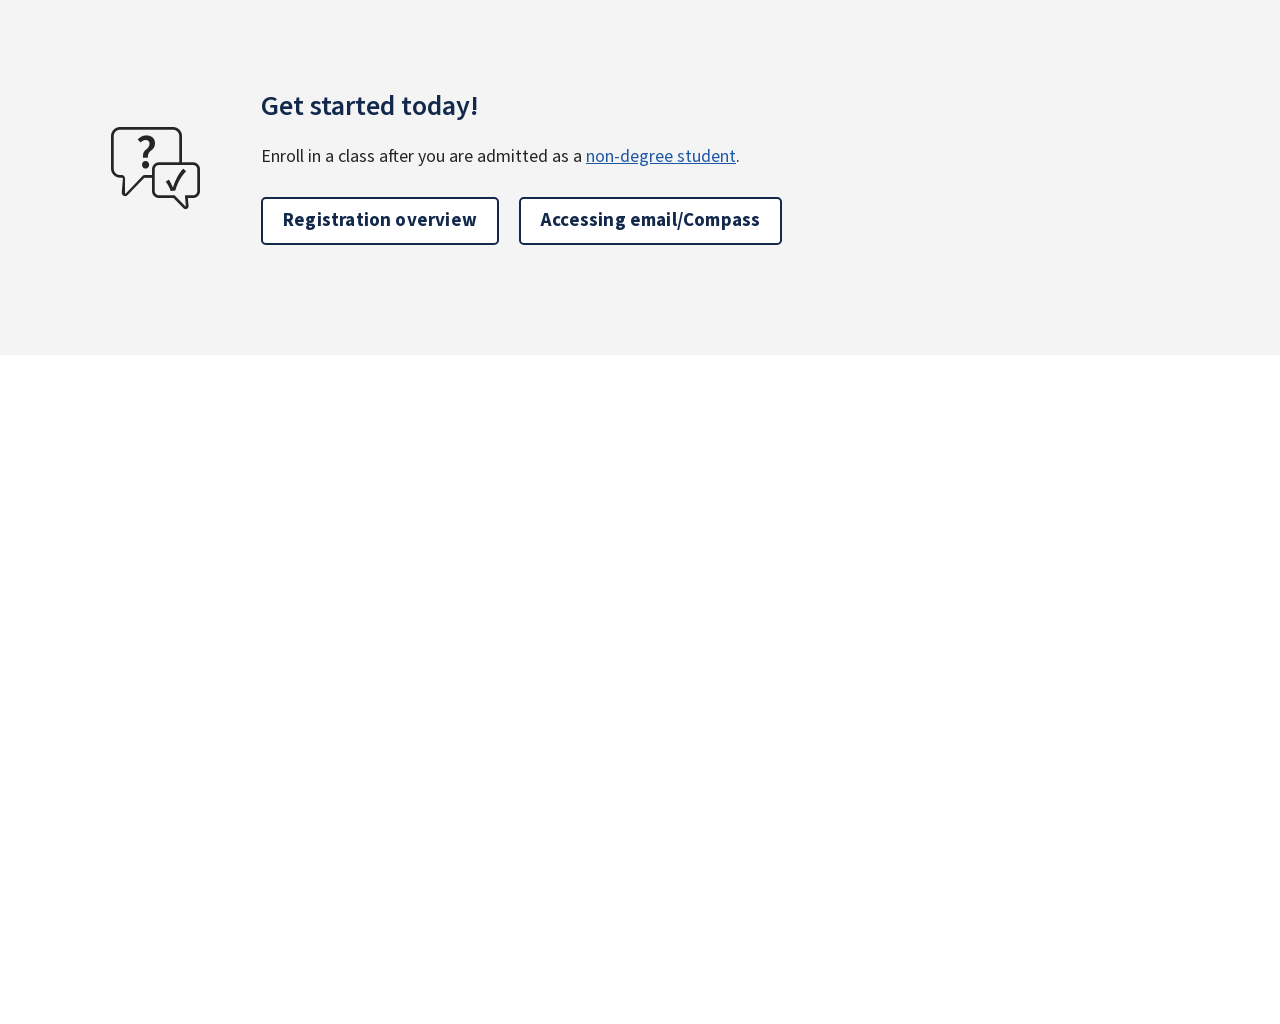 Get started today!
Enroll in a class after you are admitted as a non-degree student.
Registration overview
Accessing email/Compass